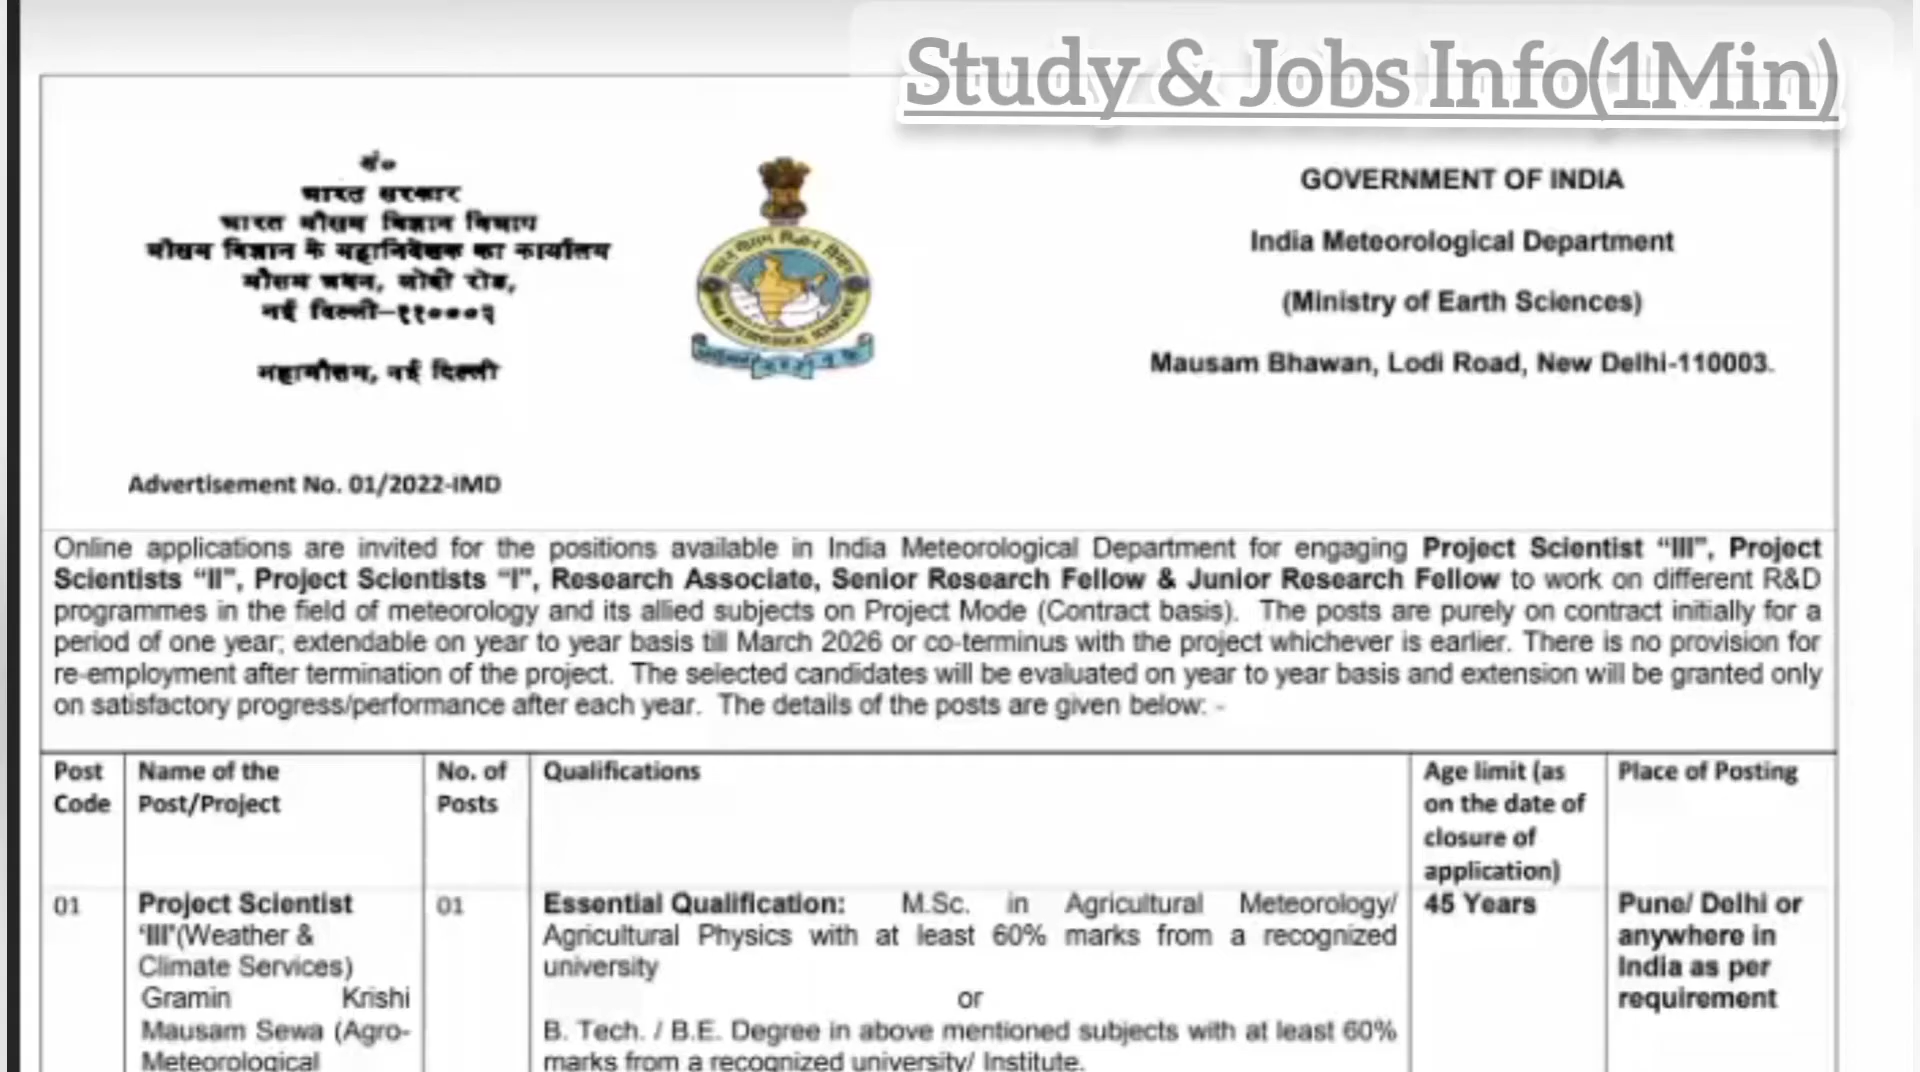 Study & Jobs Info(1Min)
सं०
भारत सरकार
भारत मौसम विज्ञान विभाग
मौसम विज्ञान के महानिदेशक का कार्यालय
मौसम भवन, लोदी रोड,
नई दिल्ली-११०००३
महामौसम, नई दिल्ली
GOVERNMENT OF INDIA
India Meteorological Department
(Ministry of Earth Sciences)
Mausam Bhawan, Lodi Road, New Delhi-110003.
Advertisement No. 01/2022-IMD
Online applications are invited for the positions available in India Meteorological Department for engaging Project Scientist “III”, Project
Scientists “II”, Project Scientists “I”, Research Associate, Senior Research Fellow & Junior Research Fellow to work on different R&D
programmes in the field of meteorology and its allied subjects on Project Mode (Contract basis). The posts are purely on contract initially for a
period of one year; extendable on year to year basis till March 2026 or co-terminus with the project whichever is earlier. There is no provision for
re-employment after termination of the project. The selected candidates will be evaluated on year to year basis and extension will be granted only
on satisfactory progress/performance after each year. The details of the posts are given below: -
Post
Code
Name of the
Post/Project
No. of
Posts
Qualifications
Age limit (as
on the date of
closure of
application)
Place of Posting
01
Project Scientist
‘III’(Weather &
Climate Services)
Gramin Krishi
Mausam Sewa (Agro-
Meteorological
01
Essential Qualification: M.Sc. in Agricultural Meteorology/
Agricultural Physics with at least 60% marks from a recognized
university
or
B. Tech. / B.E. Degree in above mentioned subjects with at least 60%
marks from a recognized university/ Institute.
45 Years
Pune/ Delhi or
anywhere in
India as per
requirement